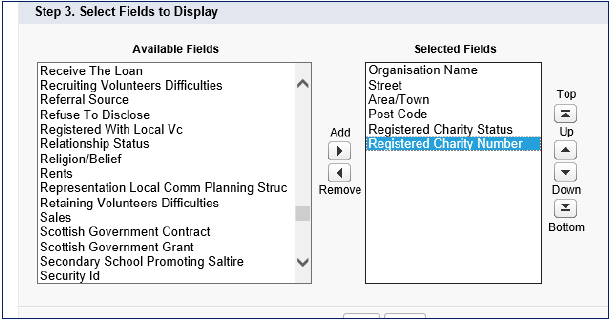 Step 3. Select Fields to Display
Available Fields
Receive The Loan
Recruiting Volunteers Difficulties
Referral Source
Refuse To Disclose
Registered With Local Vc
Relationship Status
Religion/Belief
Rents
Representation Local Comm Planning Struc
Retaining Volunteers Difficulties
Sales
Scottish Government Contract
Scottish Government Grant
Secondary School Promoting Saltire
Security Id
Add
Remove
Selected Fields
Organisation Name
Street
Area/Town
Post Code
Registered Charity Status
Registered Charity Number
Top
Up
Down
Bottom